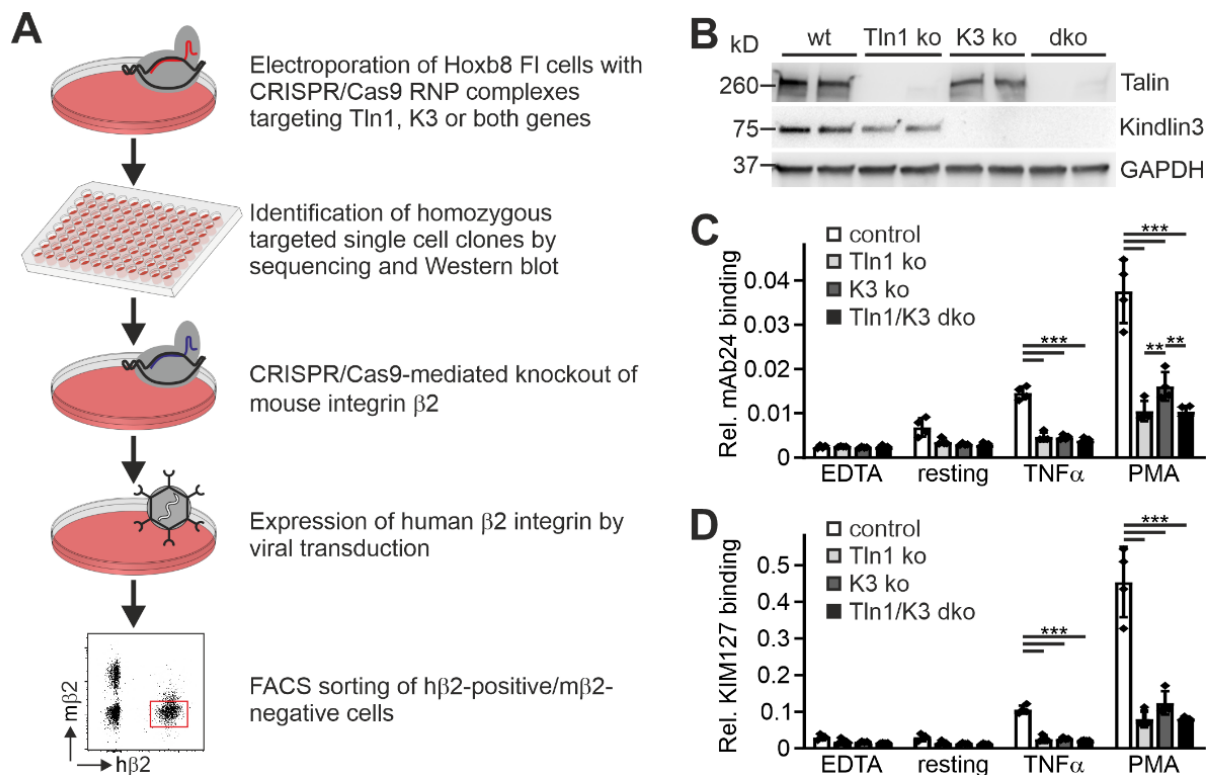 A
Electroporation of Hoxb8 Fl cells with
CRISPR/Cas9 RNP complexes
targeting Tln1, K3 or both genes
Identification of homozygous
targeted single cell clones by
sequencing and Western blot
CRISPR/Cas9-mediated knockout of
mouse integrin β2
Expression of human β2 integrin by
viral transduction
FACS sorting of hβ2-positive/mβ2-
negative cells
mβ2
hβ2
B
kD wt Tln1 ko K3 ko dko
260 Talin
75 Kindlin3
37 GAPDH
C
Rel. mAb24 binding
0.04
0.03
0.02
0.01
0
control
Tln1 ko
K3 ko
Tln1/K3 dko
***
***
** **
EDTA resting TNFα PMA
D
Rel. KIM127 binding
0.5
0.4
0.3
0.2
0.1
0
control
Tln1 ko
K3 ko
Tln1/K3 dko
***
***
EDTA resting TNFα PMA